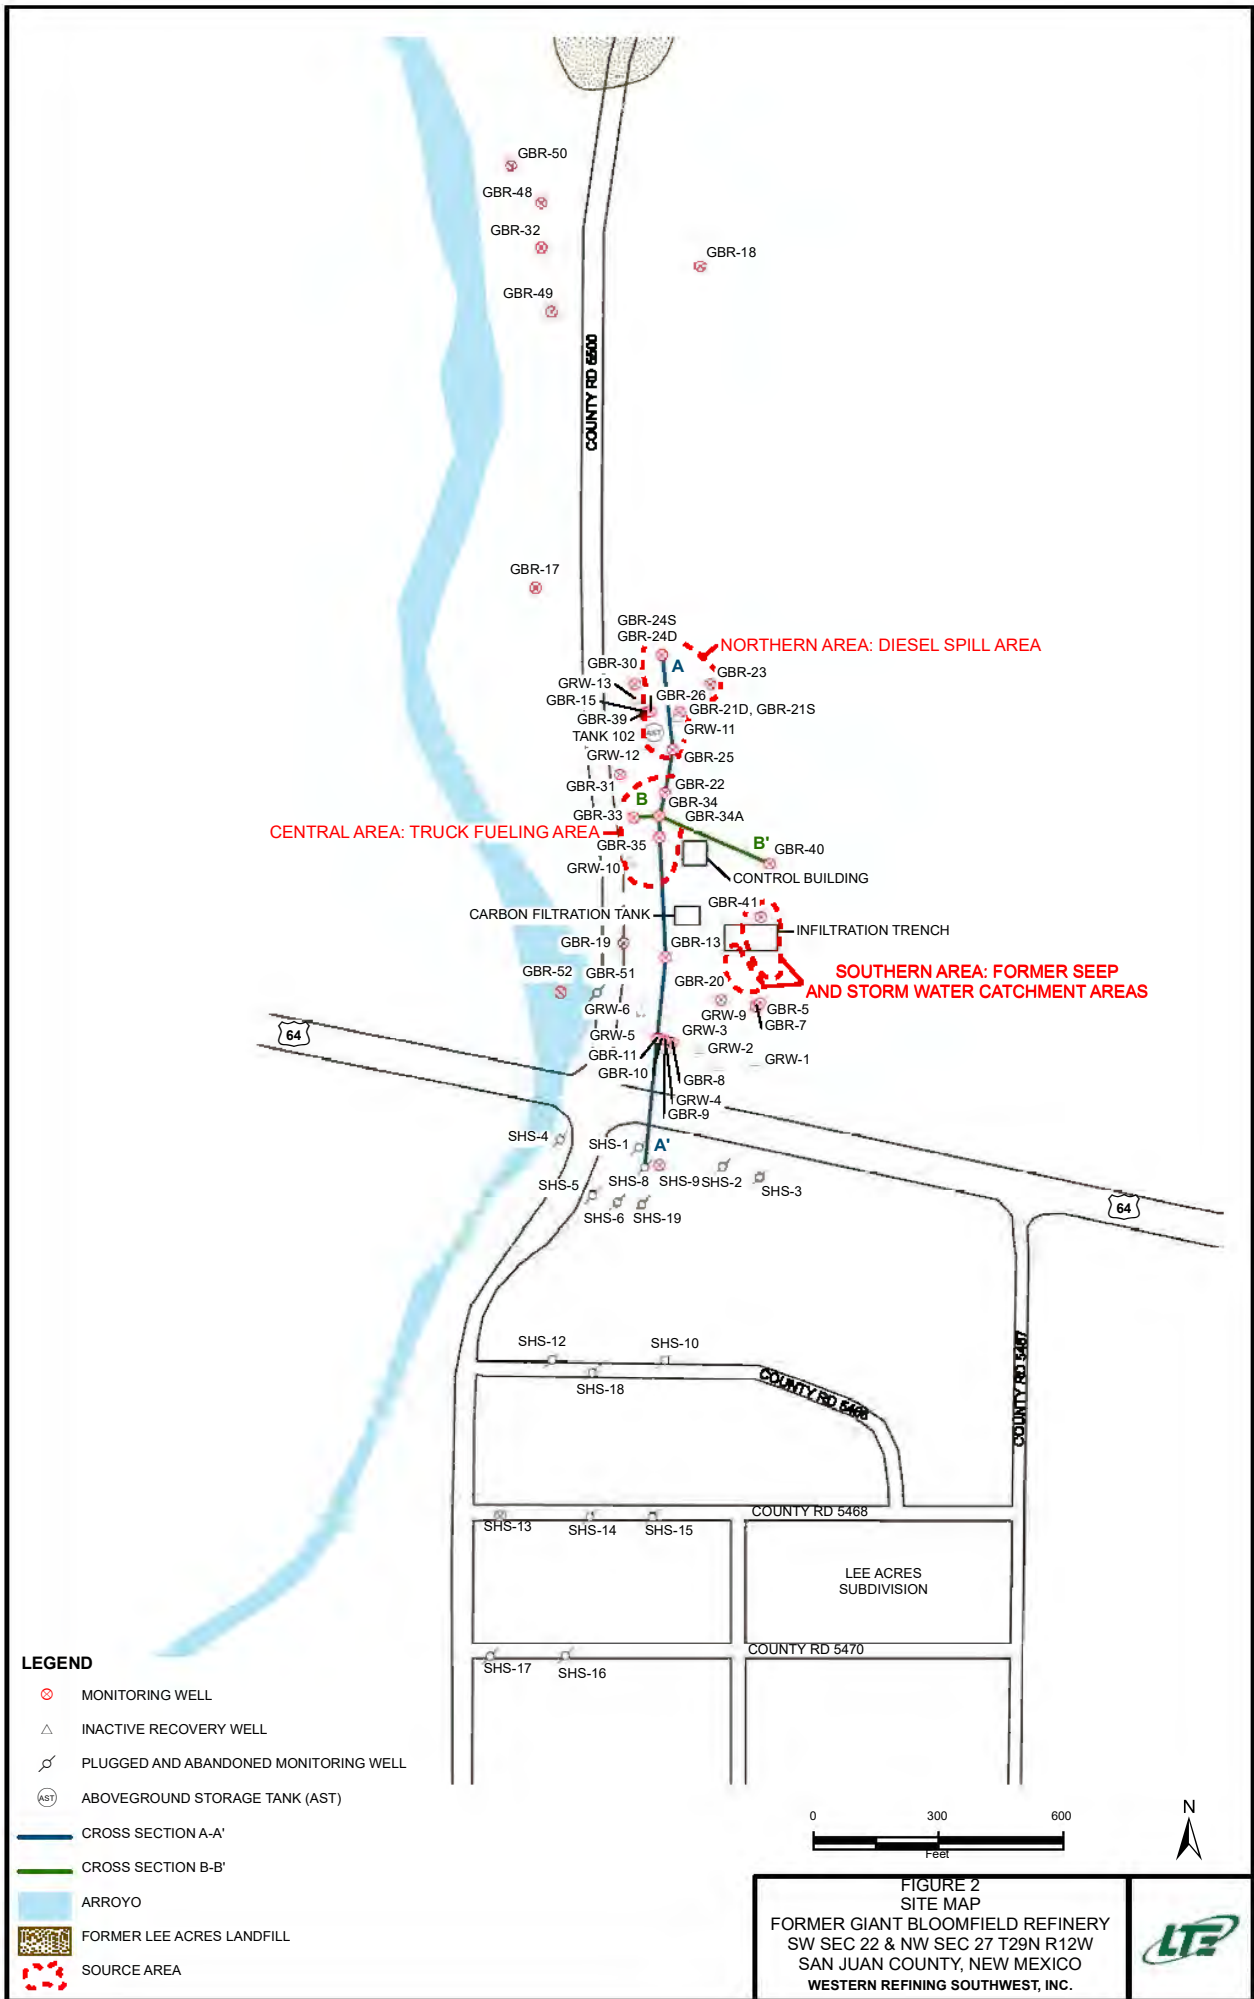 GBR-50
GBR-48
GBR-32
GBR-18
GBR-49
COUNTY RD 5500
GBR-17
GBR-24S
GBR-24D
NORTHERN AREA: DIESEL SPILL AREA
A
GBR-30
GBR-23
GRW-13
GBR-26
GBR-15
GBR-21D, GBR-21S
GBR-39
GRW-11
TANK 102
AST
GRW-12
GBR-25
GBR-31
GBR-22
B
GBR-34
GBR-33
GBR-34A
CENTRAL AREA: TRUCK FUELING AREA
GBR-35
B'
GBR-40
GRW-10
CONTROL BUILDING
GBR-41
CARBON FILTRATION TANK
INFILTRATION TRENCH
GBR-19
GBR-13
GBR-52
GBR-51
GBR-20
SOUTHERN AREA: FORMER SEEP
AND STORM WATER CATCHMENT AREAS
GRW-6
GRW-9
GBR-5
GBR-7
64
GRW-5
GRW-3
GBR-11
GRW-2
GRW-1
GBR-10
GBR-8
GRW-4
GBR-9
SHS-4
SHS-1
A'
SHS-5
SHS-8
SHS-9
SHS-2
SHS-3
SHS-6
SHS-19
64
SHS-12
SHS-10
SHS-18
COUNTY RD 5466
COUNTY RD 5467
SHS-13
SHS-14
SHS-15
COUNTY RD 5468
LEE ACRES
SUBDIVISION
COUNTY RD 5470
SHS-17
SHS-16
LEGEND
MONITORING WELL
INACTIVE RECOVERY WELL
PLUGGED AND ABANDONED MONITORING WELL
AST
ABOVEGROUND STORAGE TANK (AST)
CROSS SECTION A-A'
CROSS SECTION B-B'
ARROYO
FORMER LEE ACRES LANDFILL
SOURCE AREA
0 300 600
Feet
N
FIGURE 2
SITE MAP
FORMER GIANT BLOOMFIELD REFINERY
SW SEC 22 & NW SEC 27 T29N R12W
SAN JUAN COUNTY, NEW MEXICO
WESTERN REFINING SOUTHWEST, INC.
LTE